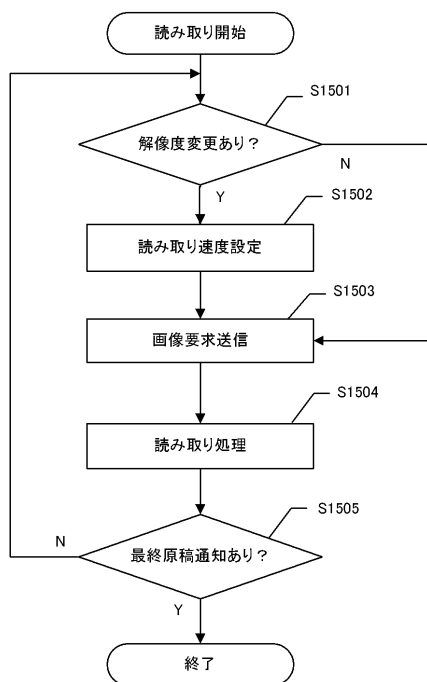 読み取り開始
S1501
解像度変更あり?
N
Y
S1502
読み取り速度設定
S1503
画像要求送信
S1504
読み取り処理
S1505
N
最終原稿通知あり?
Y
終了